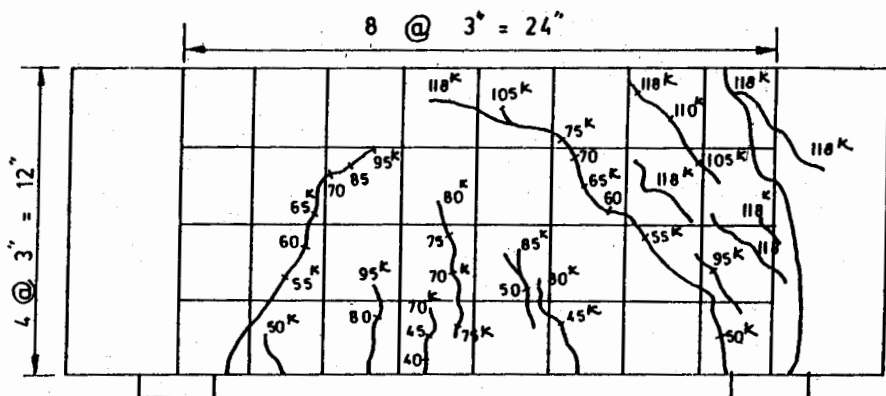 8 @ 3" = 24"
4 @ 3" = 12"
118ᴷ
105ᴷ
118ᴷ
118ᴷ
110ᴷ
75ᴷ
118ᴷ
95ᴷ
70
105ᴷ
85
70
65ᴷ
118ᴷ
65ᴷ
80ᴷ
60
118ᴷ
60
75
85ᴷ
55ᴷ
118
55ᴷ
95ᴷ
70ᴷ
95ᴷ
50
80ᴷ
50ᴷ
80
70ᴷ
45
75ᴷ
45ᴷ
50ᴷ
40